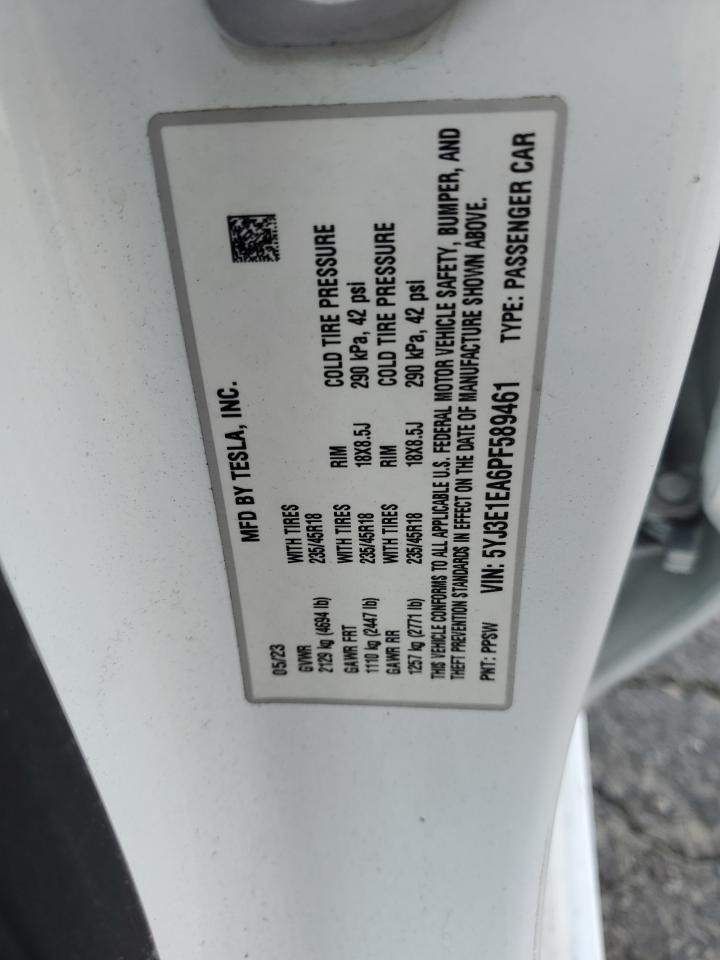 MFD BY TESLA, INC.
05/23
GVWR WITH TIRES RIM COLD TIRE PRESSURE
2129 kg (4694 lb) 235/45R18 18X8.5J 290 kPa, 42 psi
GAWR FRT WITH TIRES RIM COLD TIRE PRESSURE
1110 kg (2447 lb) 235/45R18 18X8.5J 290 kPa, 42 psi
GAWR RR WITH TIRES
1257 kg (2771 lb) 235/45R18
THIS VEHICLE CONFORMS TO ALL APPLICABLE U.S. FEDERAL MOTOR VEHICLE SAFETY, BUMPER, AND
THEFT PREVENTION STANDARDS IN EFFECT ON THE DATE OF MANUFACTURE SHOWN ABOVE.
PNT: PPSW VIN: 5YJ3E1EA6PF589461 TYPE: PASSENGER CAR